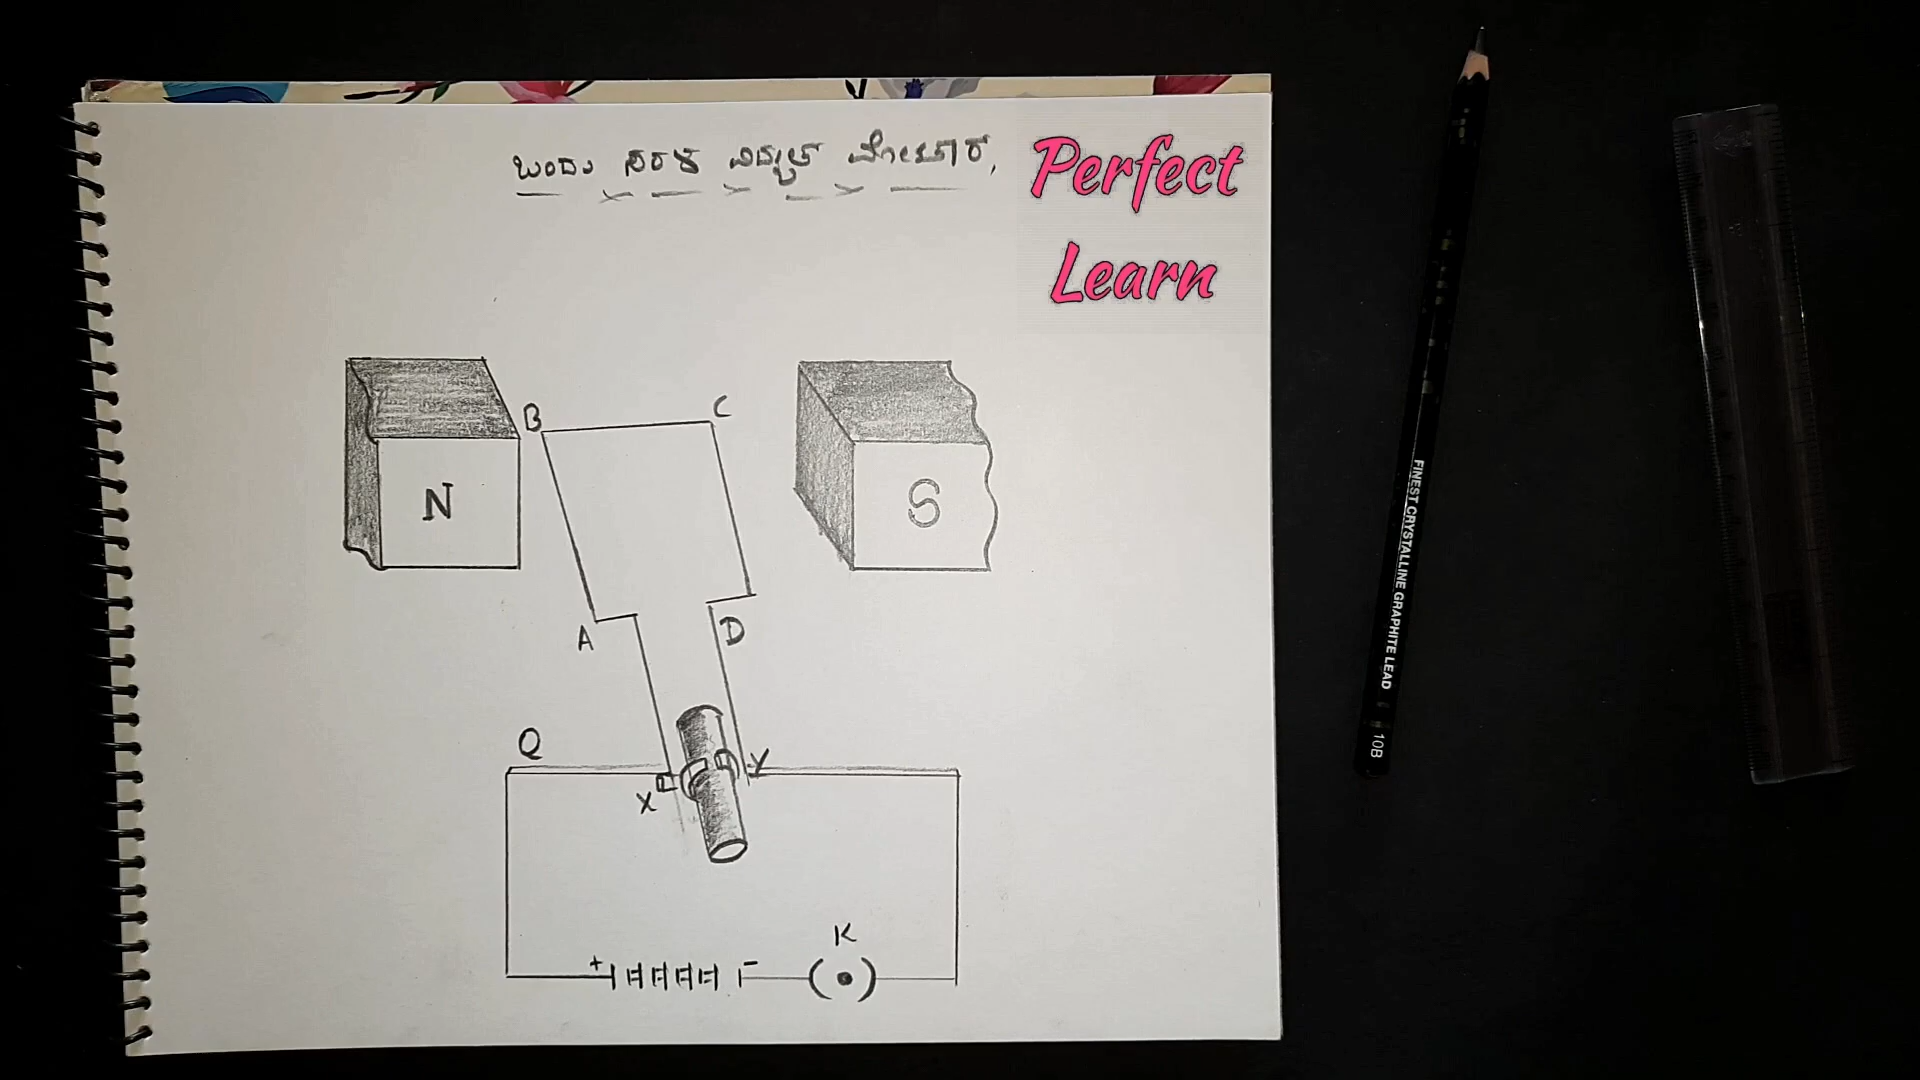 ಒಂದು ಸರಳ ವಿದ್ಯುತ್ ಮೋಟಾರ್,
Perfect
Learn
B
C
N
S
A
D
Q
X
Y
K
+
-
FINEST CRYSTALLINE GRAPHITE LEAD
10B